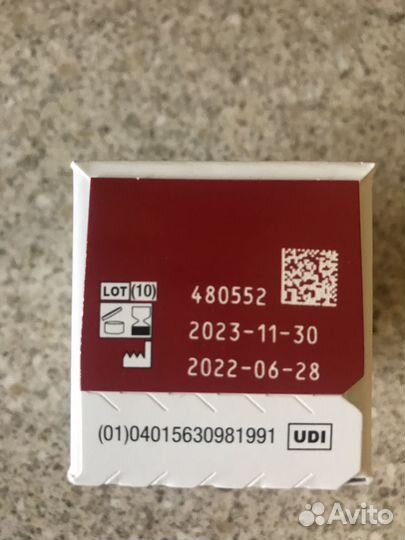 LOT (10) 480552
2023-11-30
2022-06-28
(01)04015630981991 UDI
Avito